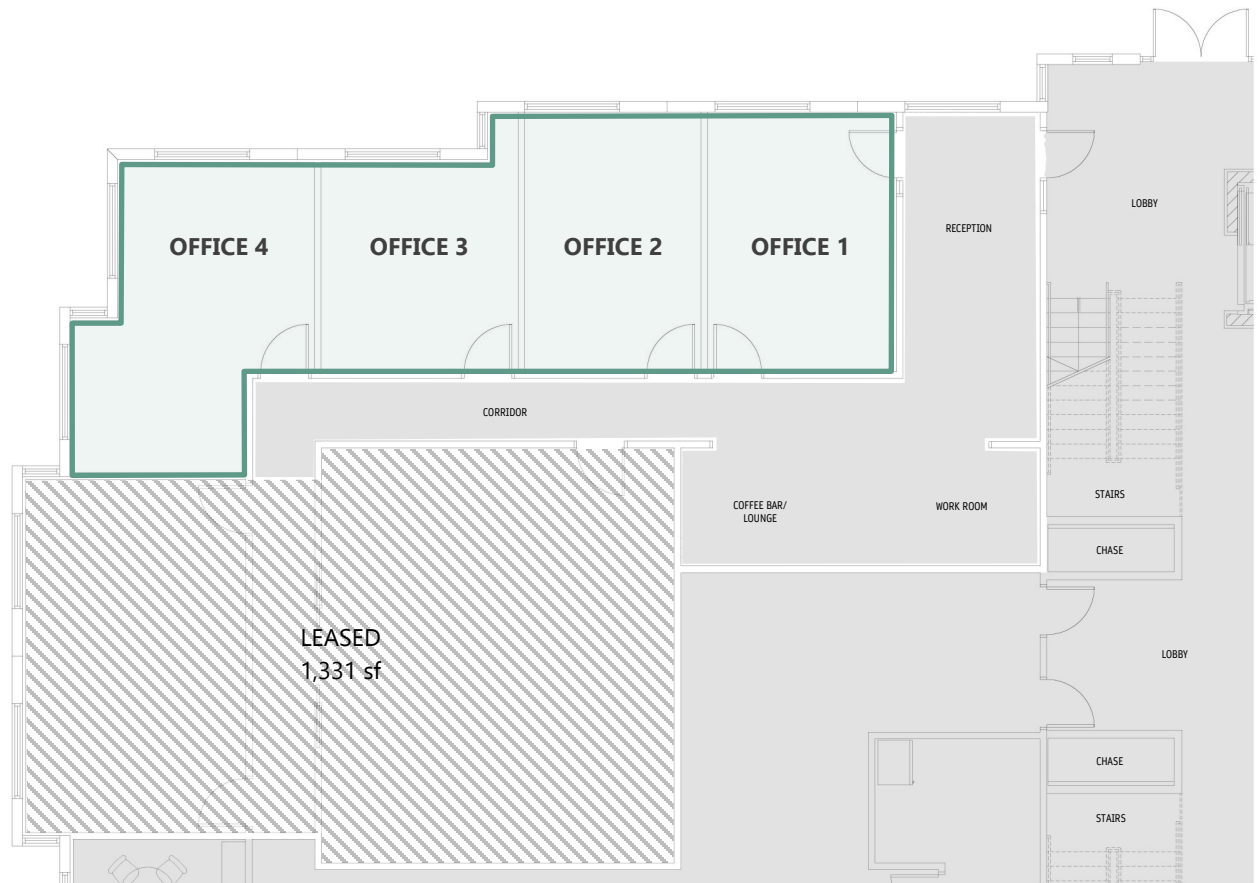 LOBBY
RECEPTION
OFFICE 4
OFFICE 3
OFFICE 2
OFFICE 1
CORRIDOR
STAIRS
COFFEE BAR/
LOUNGE
WORK ROOM
CHASE
LEASED
1,331 sf
LOBBY
CHASE
STAIRS